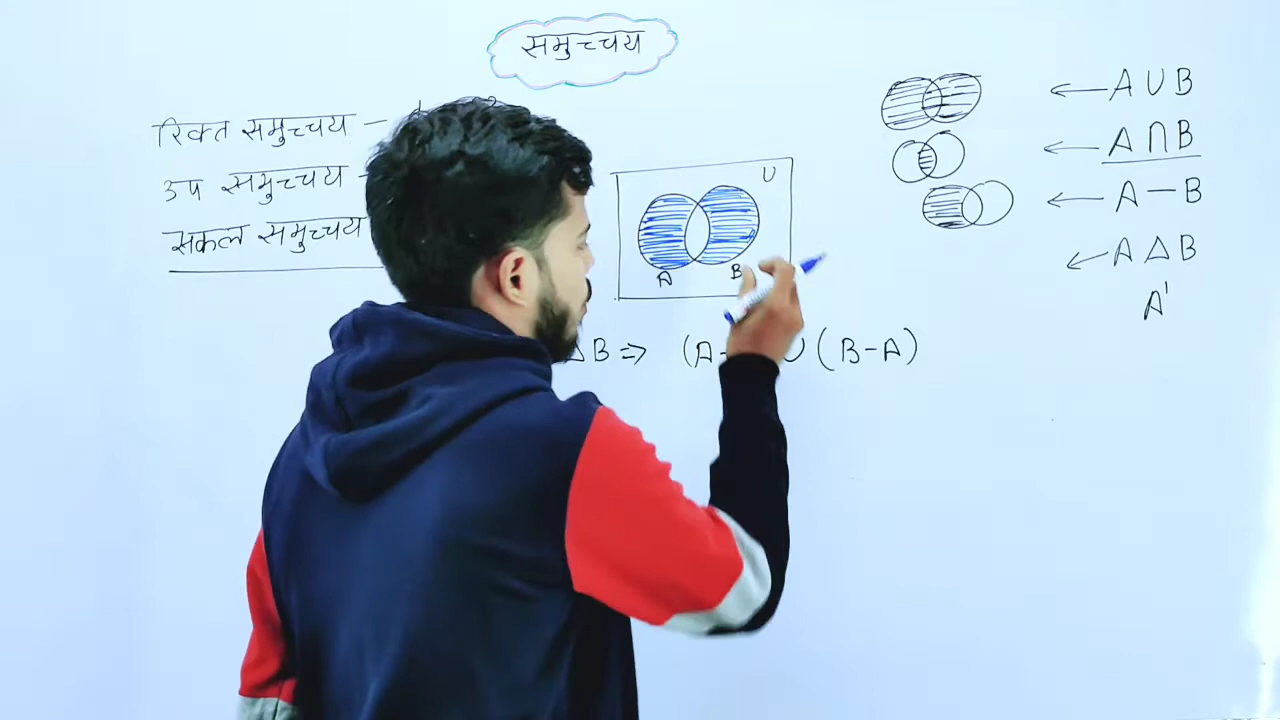 समुच्चय
रिक्त समुच्चय –
उप समुच्चय –
सकल समुच्चय
U
A B
∆B ⇒ (A- ∪ (B-A)
← A∪B
← A∩B
← A–B
← A∆B
A'